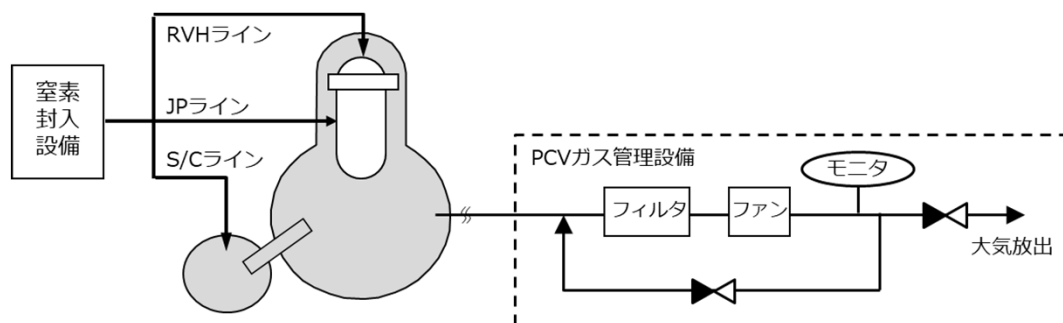 RVHライン
窒素
封入
設備
JPライン
S/Cライン
PCVガス管理設備
モニタ
フィルタ
ファン
大気放出